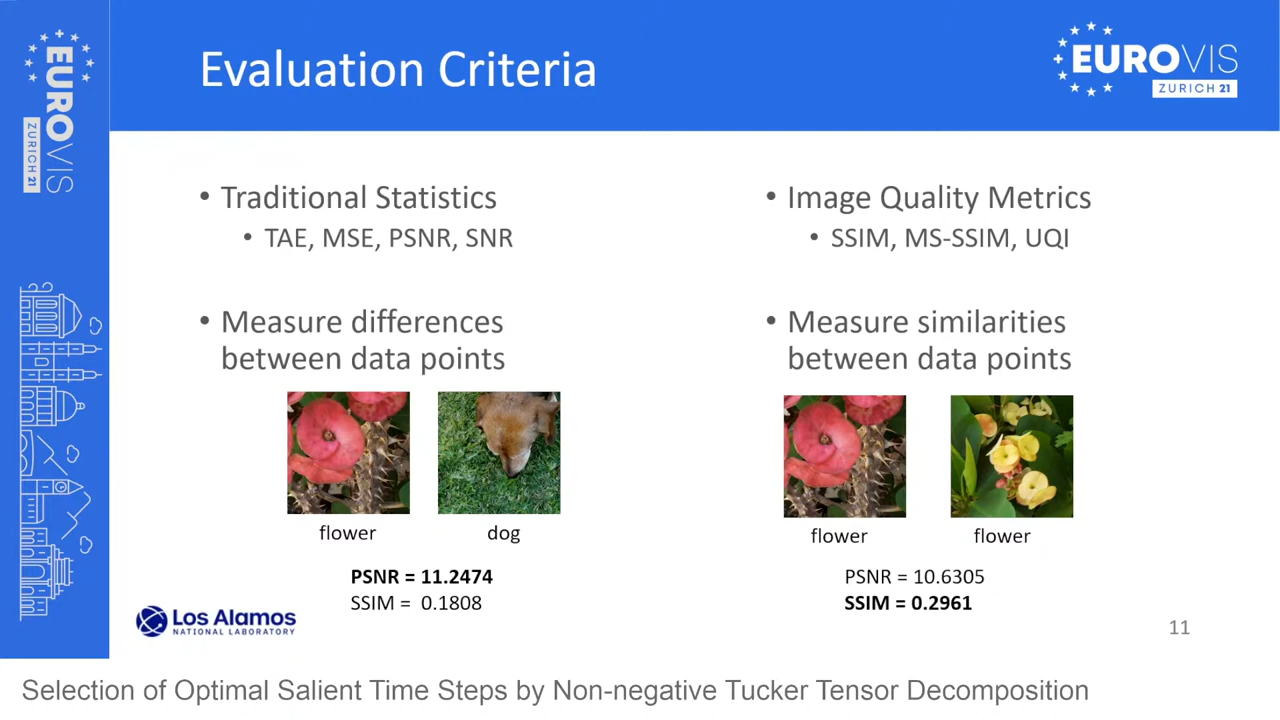 EUROVIS
ZURICH 21
Evaluation Criteria
EUROVIS
ZURICH 21
• Traditional Statistics
• TAE, MSE, PSNR, SNR
• Measure differences
between data points
flower
dog
PSNR = 11.2474
SSIM = 0.1808
• Image Quality Metrics
• SSIM, MS-SSIM, UQI
• Measure similarities
between data points
flower
flower
PSNR = 10.6305
SSIM = 0.2961
Los Alamos
NATIONAL LABORATORY
11
Selection of Optimal Salient Time Steps by Non-negative Tucker Tensor Decomposition